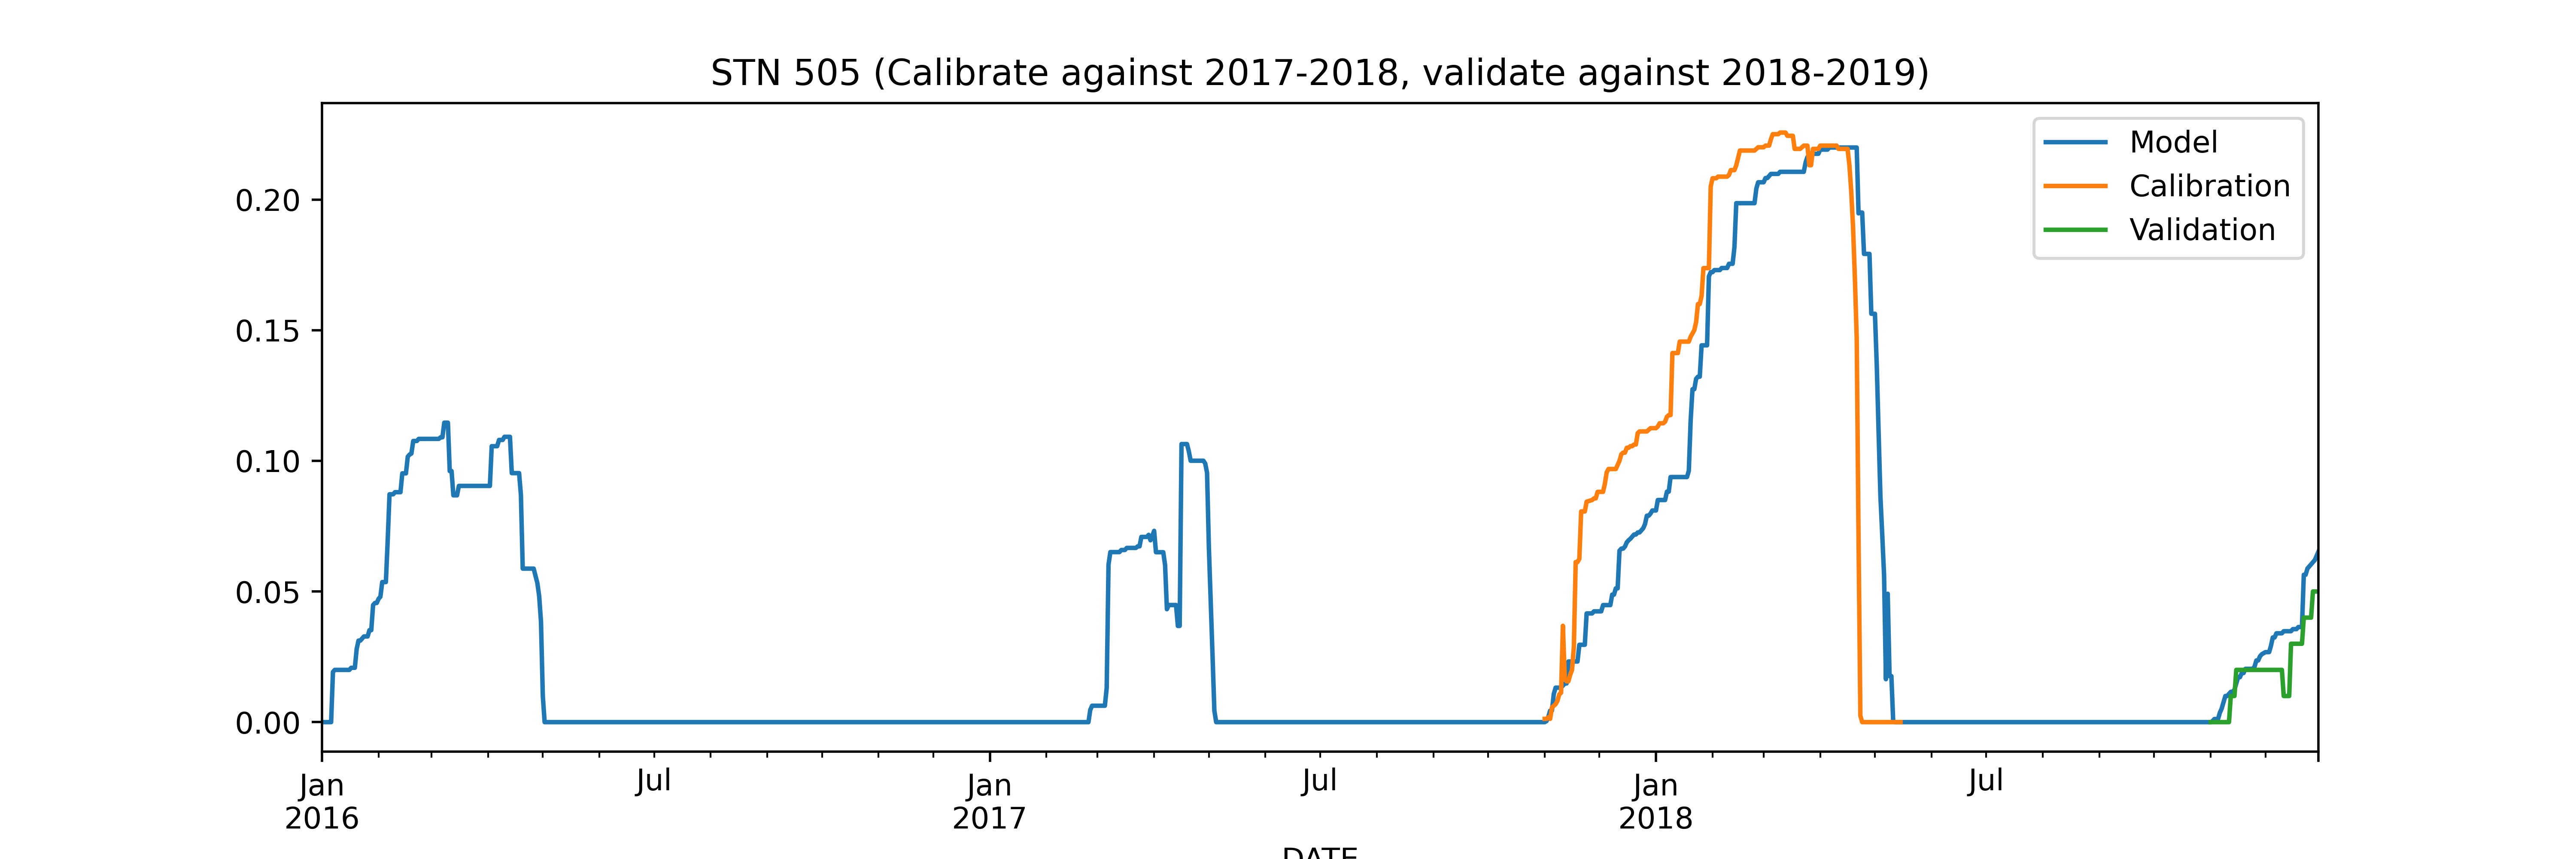 STN 505 (Calibrate against 2017-2018, validate against 2018-2019)
Model
Calibration
Validation
0.20
0.15
0.10
0.05
0.00
Jan
2016
Jul
Jan
2017
Jul
Jan
2018
Jul
DATE